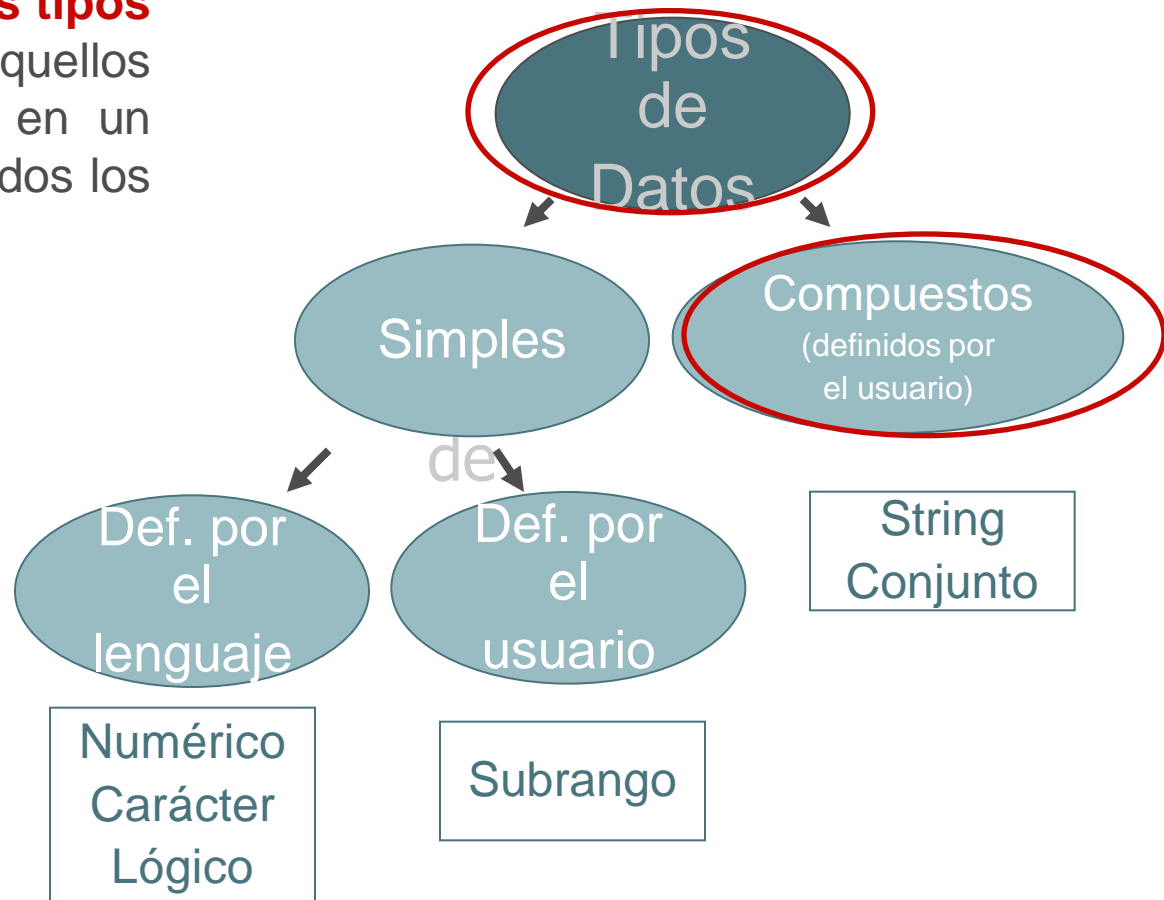 s tipos
quellos
en un
dos los
Tipos
de
Datos
Simples
Compuestos
(definidos por
el usuario)
de
Def. por
el
lenguaje
Def. por
el
usuario
String
Conjunto
Numérico
Carácter
Lógico
Subrango